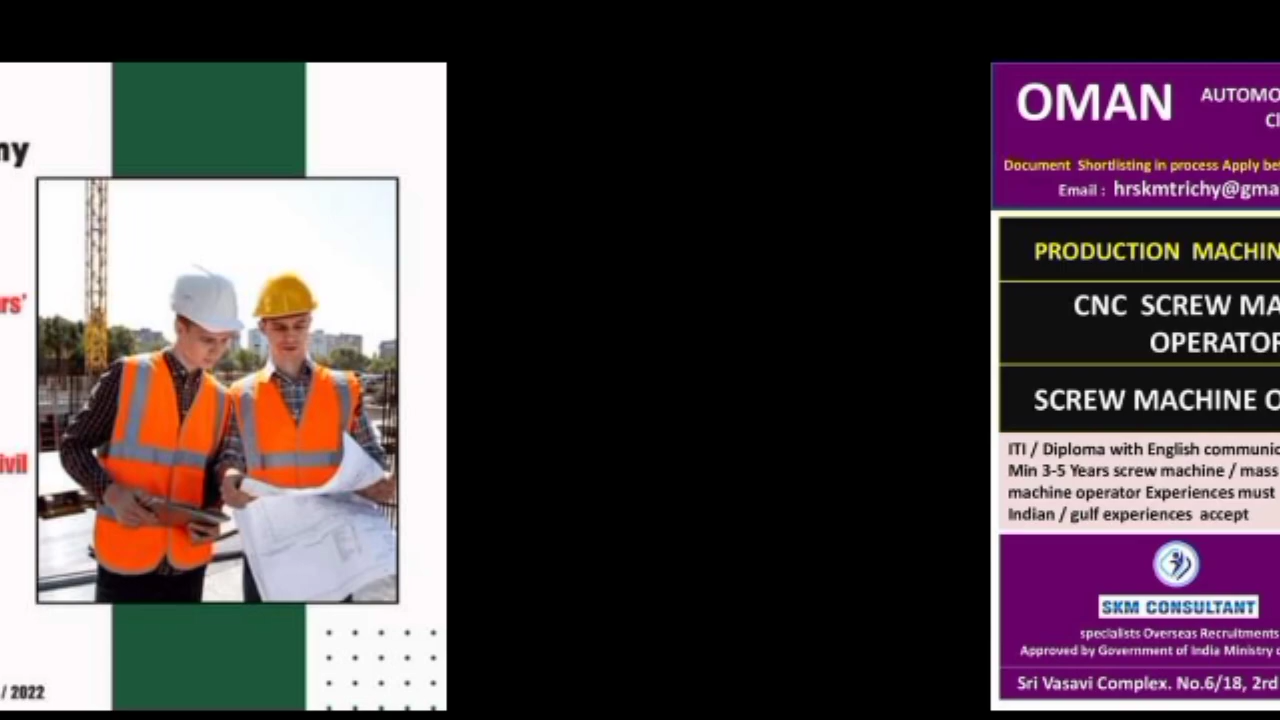 ny
rs'
ivil
/ 2022
OMAN
AUTOMO
Document Shortlisting in process Apply be
Email : hrskmtrichy@gma
PRODUCTION MACHIN
CNC SCREW MA
OPERATOR
SCREW MACHINE O
ITI / Diploma with English communic
Min 3-5 Years screw machine / mass
machine operator Experiences must
Indian / gulf experiences accept
SKM CONSULTANT
specialists Overseas Recruitments
Approved by Government of India Ministry
Sri Vasavi Complex. No.6/18, 2rd